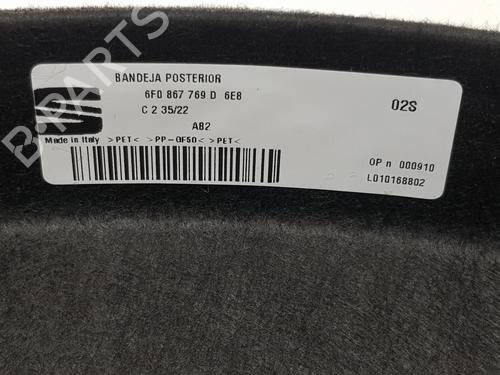 BANDEJA POSTERIOR
6F0 867 769 D 6E8
C 2 35/22
02S
AB2
Made in Italy >PET< >PP-GF50< >PET<
OP n 000910
L010168802
B-PARTS